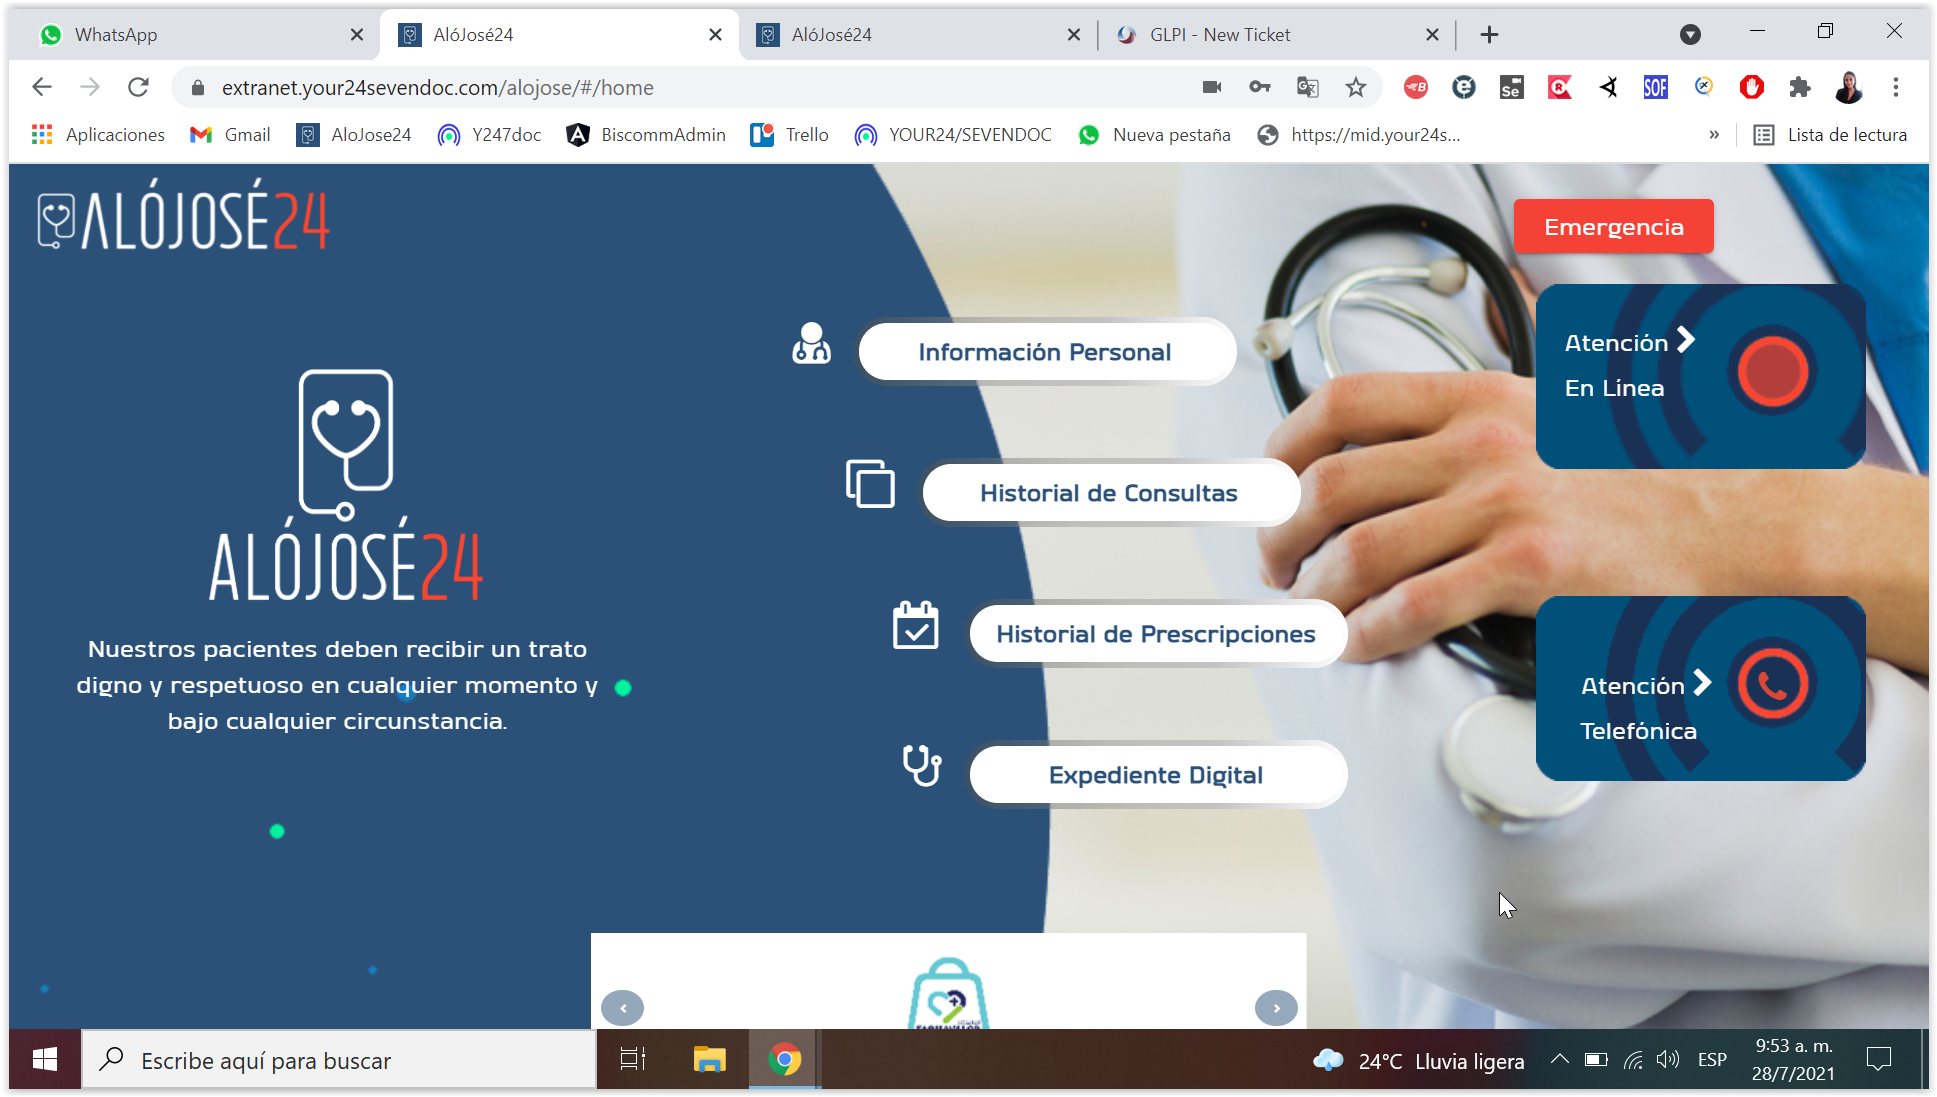 WhatsApp
AlóJosé24
AlóJosé24
GLPI - New Ticket
extranet.your24sevendoc.com/alojose/#/home
Aplicaciones
Gmail
AloJose24
Y247doc
BiscommAdmin
Trello
YOUR24/SEVENDOC
Nueva pestaña
https://mid.your24s...
»
Lista de lectura
ALÓJOSÉ24
Emergencia
Información Personal
Atención
En Línea
Historial de Consultas
ALÓJOSÉ24
Nuestros pacientes deben recibir un trato
digno y respetuoso en cualquier momento y
bajo cualquier circunstancia.
Historial de Prescripciones
Atención
Telefónica
Expediente Digital
Escribe aquí para buscar
24°C Lluvia ligera
ESP
9:53 a. m.
28/7/2021